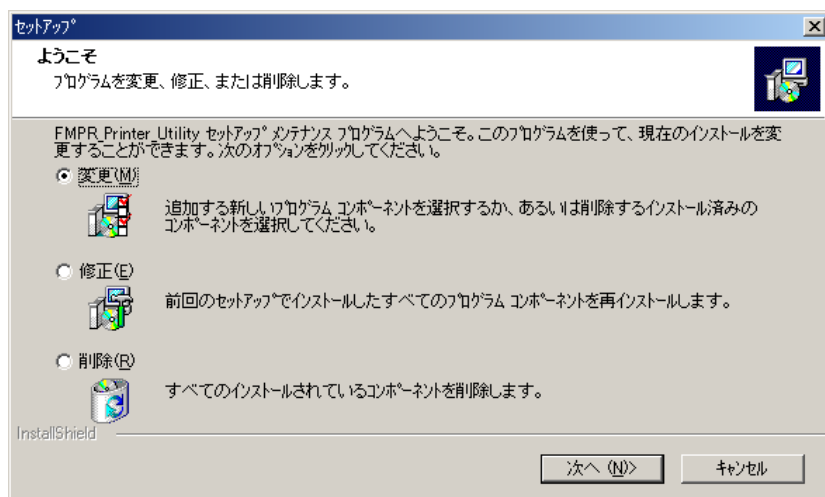 セットアップ
ようこそ
プログラムを変更、修正、または削除します。
FMPR_Printer_Utility セットアップ メンテナンス プログラムへようこそ。このプログラムを使って、現在のインストールを変
更することができます。次のオプションをクリックしてください。
変更(M)
追加する新しいプログラム コンポーネントを選択するか、あるいは削除するインストール済みの
コンポーネントを選択してください。
修正(E)
前回のセットアップでインストールしたすべてのプログラム コンポーネントを再インストールします。
削除(R)
すべてのインストールされているコンポーネントを削除します。
InstallShield
次へ (N)>
キャンセル